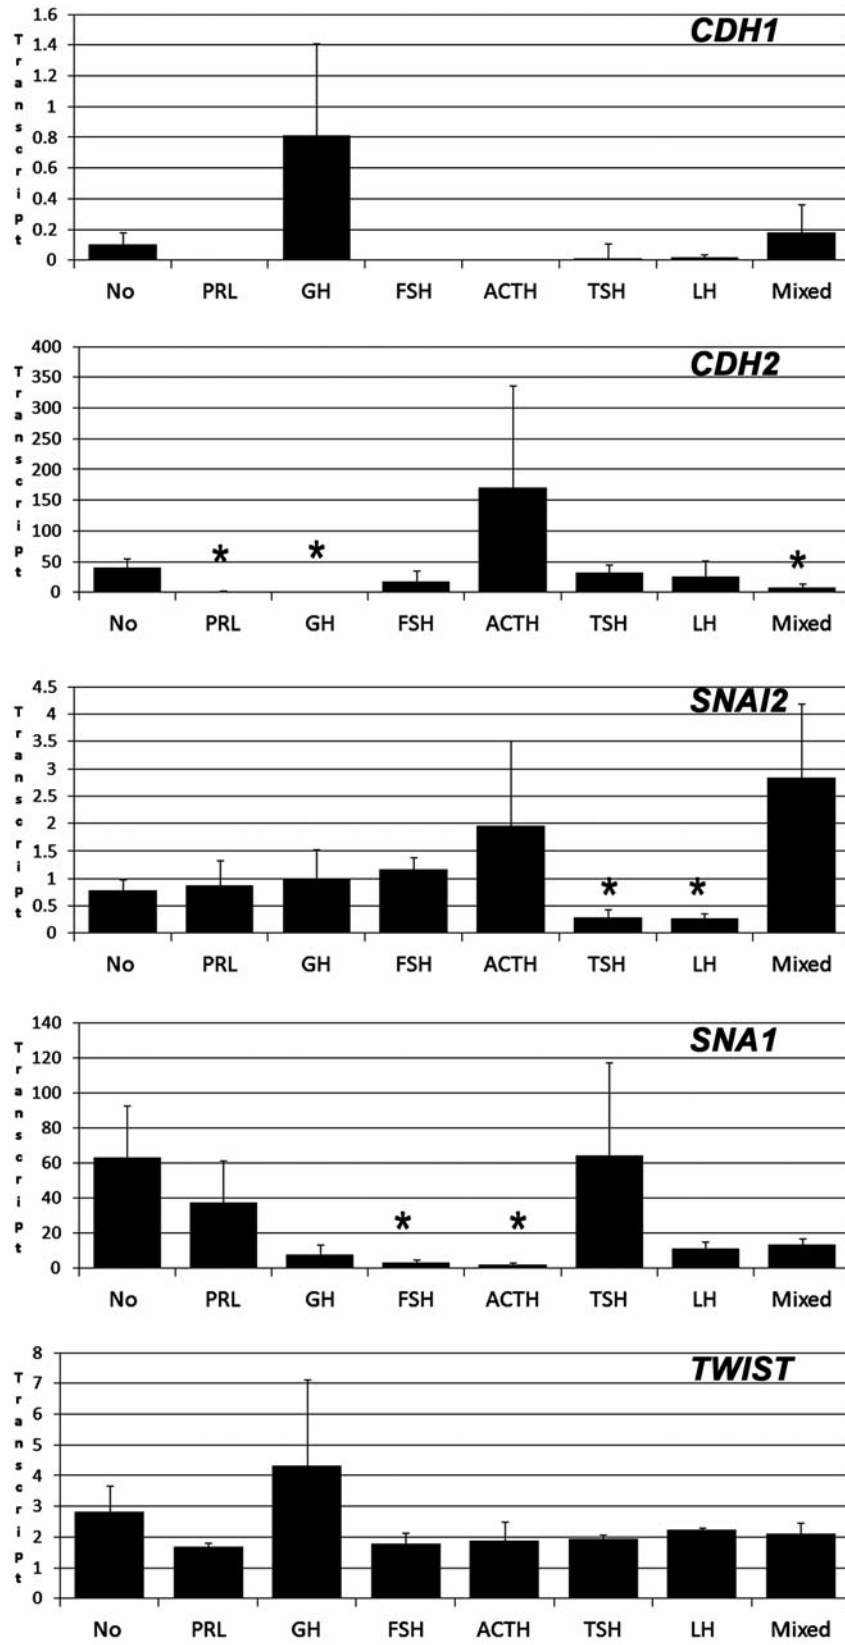 CDH1
Transcript
1.6
1.4
1.2
1
0.8
0.6
0.4
0.2
0
No PRL GH FSH ACTH TSH LH Mixed
CDH2
Transcript
400
350
300
250
200
150
100
50
0
* * *
No PRL GH FSH ACTH TSH LH Mixed
SNAI2
Transcript
4.5
4
3.5
3
2.5
2
1.5
1
0.5
0
* *
No PRL GH FSH ACTH TSH LH Mixed
SNA1
Transcript
140
120
100
80
60
40
20
0
* *
No PRL GH FSH ACTH TSH LH Mixed
TWIST
Transcript
8
7
6
5
4
3
2
1
0
No PRL GH FSH ACTH TSH LH Mixed